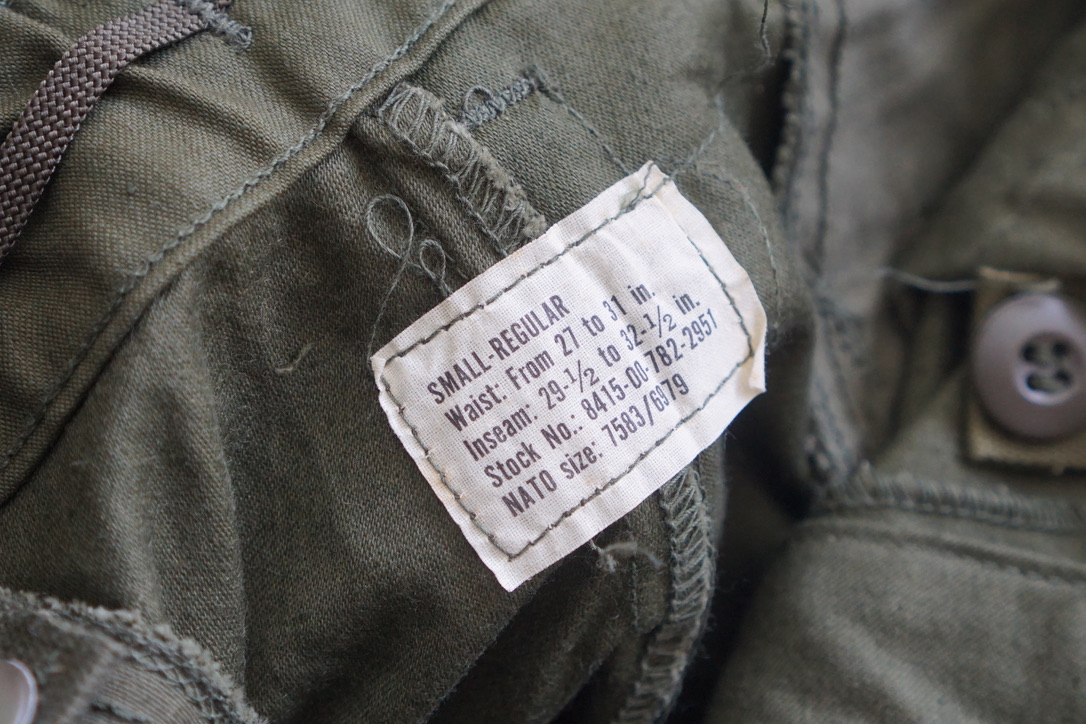 SMALL-REGULAR
Waist: From 27 to 31 in.
Inseam: 29-1/2 to 32-1/2 in.
Stock No.: 8415-00-782-2951
NATO size: 7583/6979